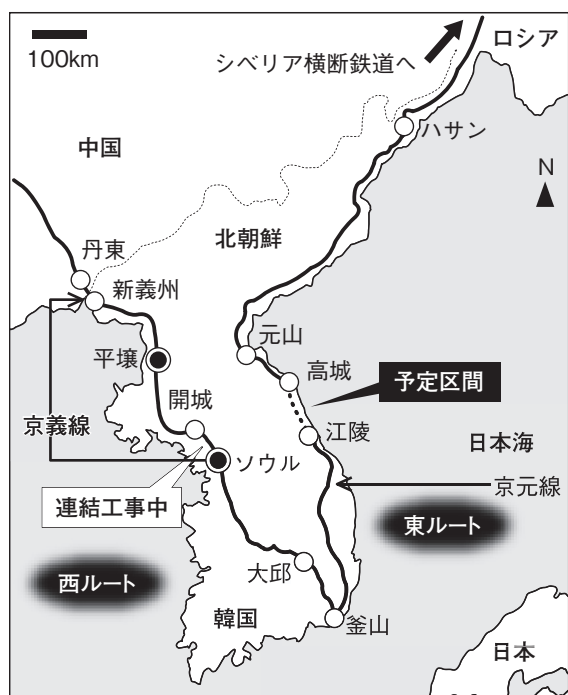 100km
シベリア横断鉄道へ
ロシア
ハサン
中国
N
北朝鮮
丹東
新義州
元山
平壌
高城
予定区間
開城
京義線
江陵
日本海
ソウル
京元線
連結工事中
東ルート
大邱
西ルート
韓国
釜山
日本